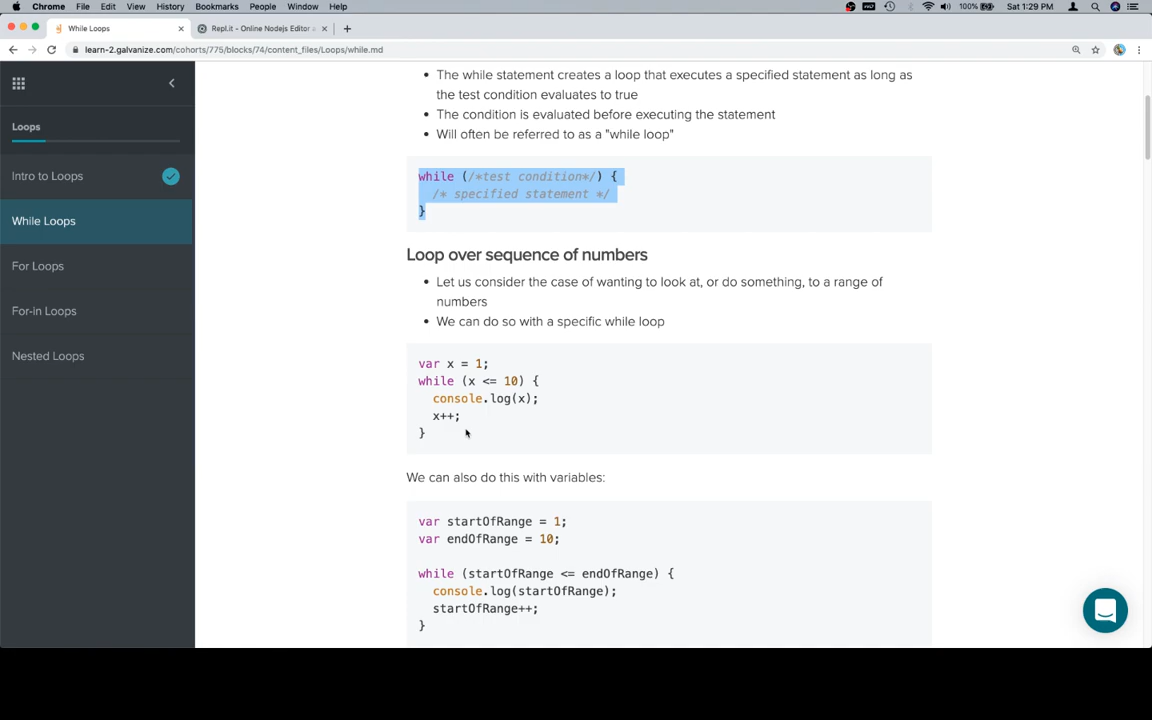 Chrome File Edit View History Bookmarks People Window Help 100% Sat 1:29 PM
While Loops
Repl.it - Online Nodejs Editor
learn-2.galvanize.com/cohorts/775/blocks/74/content_files/Loops/while.md
Loops
Intro to Loops
While Loops
For Loops
For-in Loops
Nested Loops
• The while statement creates a loop that executes a specified statement as long as
the test condition evaluates to true
• The condition is evaluated before executing the statement
• Will often be referred to as a "while loop"
while (/*test condition*/) {
/* specified statement */
}
Loop over sequence of numbers
• Let us consider the case of wanting to look at, or do something, to a range of
numbers
• We can do so with a specific while loop
var x = 1;
while (x <= 10) {
console.log(x);
x++;
}
We can also do this with variables:
var startOfRange = 1;
var endOfRange = 10;
while (startOfRange <= endOfRange) {
console.log(startOfRange);
startOfRange++;
}